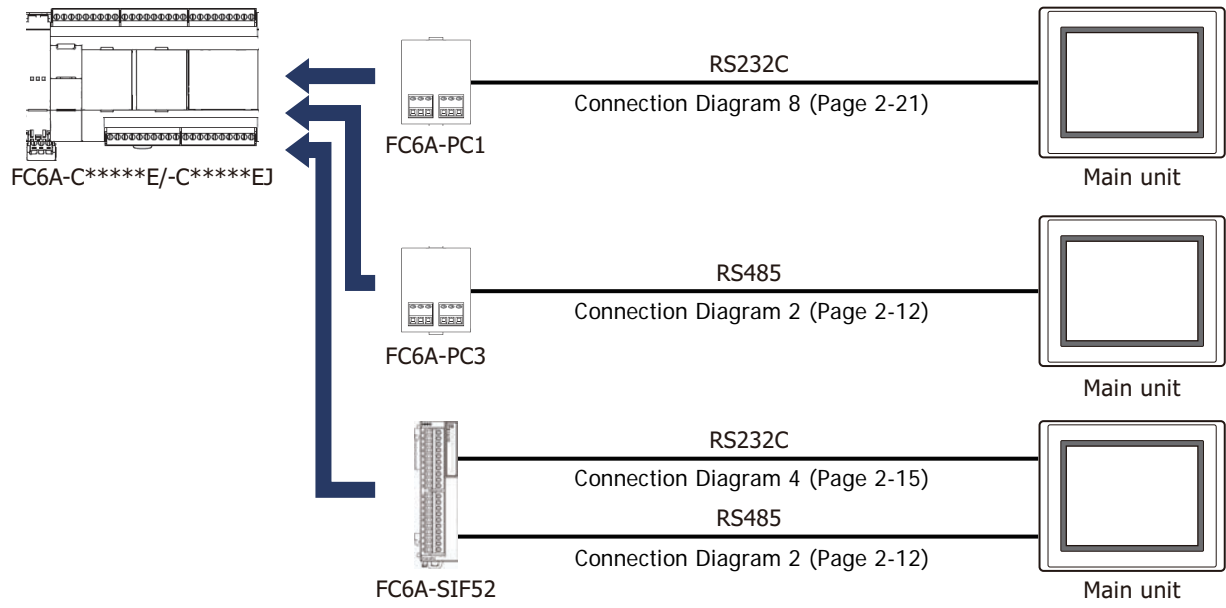 RS232C
Connection Diagram 8 (Page 2-21)
FC6A-PC1
FC6A-C*****E/-C*****EJ
Main unit
RS485
Connection Diagram 2 (Page 2-12)
FC6A-PC3
Main unit
RS232C
Connection Diagram 4 (Page 2-15)
RS485
Connection Diagram 2 (Page 2-12)
FC6A-SIF52
Main unit